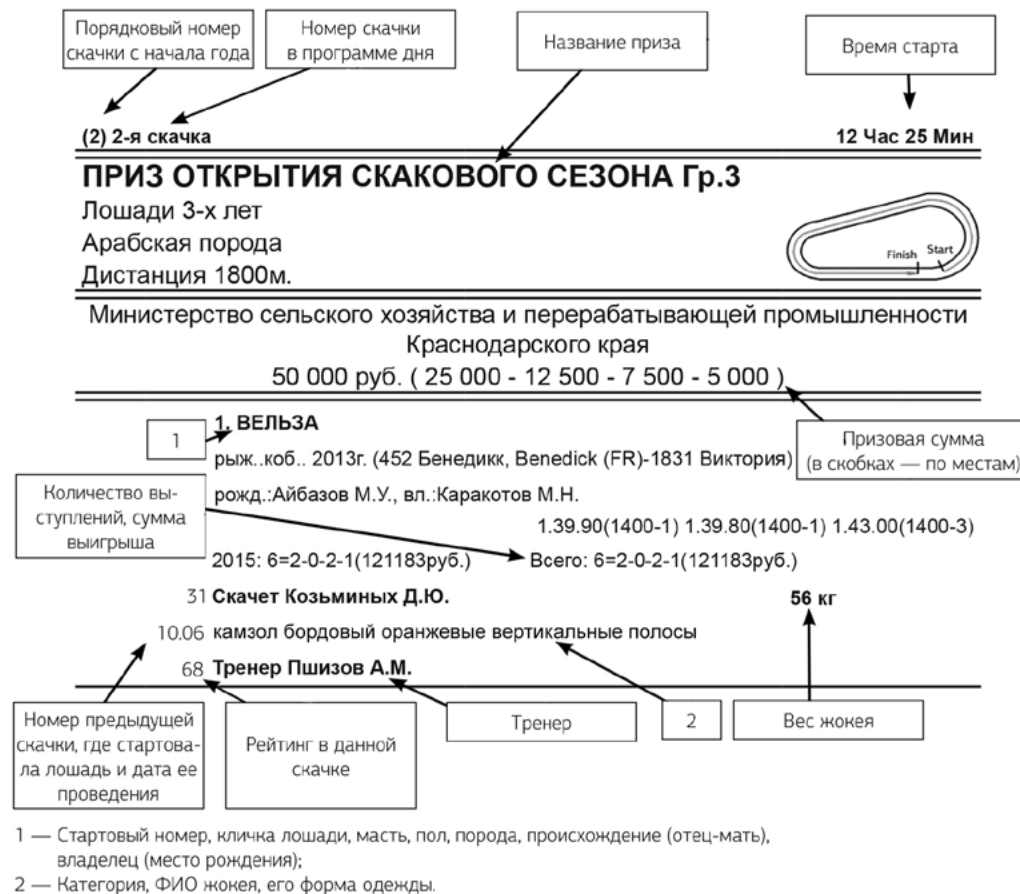 Порядковый номер
скачки с начала года
Номер скачки
в программе дня
Название приза
Время старта
(2) 2-я скачка
12 Час 25 Мин
ПРИЗ ОТКРЫТИЯ СКАКОВОГО СЕЗОНА Гр.3
Лошади 3-х лет
Арабская порода
Дистанция 1800м.
Finish
Start
Министерство сельского хозяйства и перерабатывающей промышленности
Краснодарского края
50 000 руб. ( 25 000 - 12 500 - 7 500 - 5 000 )
1
1. ВЕЛЬЗА
Призовая сумма
(в скобках — по местам)
рыж..коб.. 2013г. (452 Бенедикк, Benedick (FR)-1831 Виктория)
Количество вы-
ступлений, сумма
выигрыша
рожд.:Айбазов М.У., вл.:Каракотов М.Н.
1.39.90(1400-1) 1.39.80(1400-1) 1.43.00(1400-3)
2015: 6=2-0-2-1(121183руб.)
Всего: 6=2-0-2-1(121183руб.)
31 Скачет Козьминых Д.Ю.
56 кг
10.06 камзол бордовый оранжевые вертикальные полосы
68 Тренер Пшизов А.М.
Номер предыдущей
скачки, где стартова-
ла лошадь и дата ее
проведения
Рейтинг в данной
скачке
Тренер
2
Вес жокея
1 — Стартовый номер, кличка лошади, масть, пол, порода, происхождение (отец-мать),
владелец (место рождения);
2 — Категория, ФИО жокея, его форма одежды.